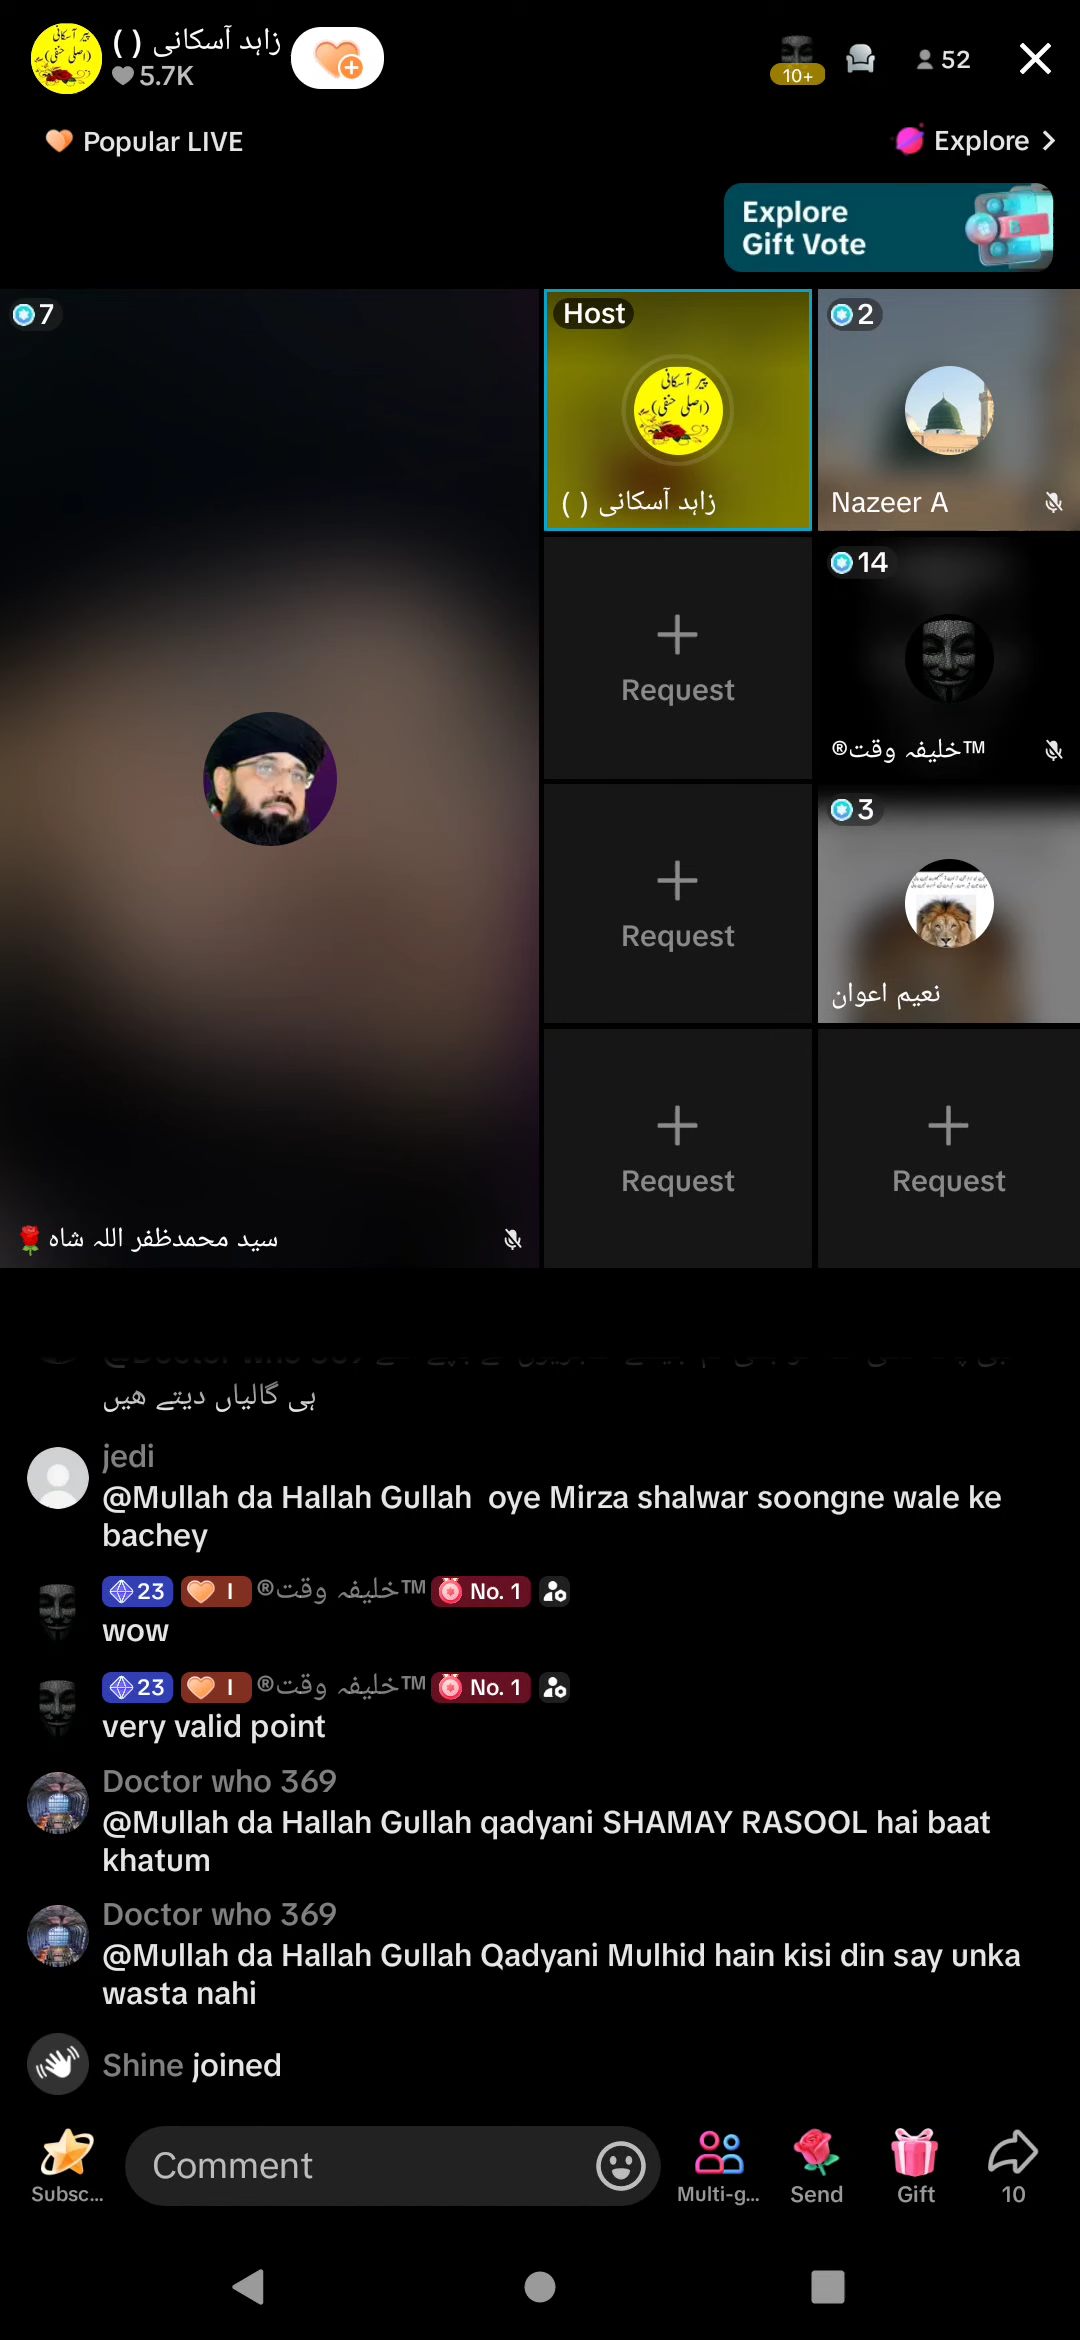 زاہد آسکانی ( )
5.7K
10+
52
Popular LIVE
Explore
Explore
Gift Vote
7
Host
2
پیر آسکانی
(اصلی حنفی)
زاہد آسکانی ( )
Nazeer A
14
Request
®خلیفہ وقت™
3
Request
نعیم اعوان
Request
Request
سید محمدظفر اللہ شاہ
ہی گالیاں دیتے ھیں
jedi
@Mullah da Hallah Gullah oye Mirza shalwar soongne wale ke
bachey
23 I ®خلیفہ وقت™ No. 1
wow
23 I ®خلیفہ وقت™ No. 1
very valid point
Doctor who 369
@Mullah da Hallah Gullah qadyani SHAMAY RASOOL hai baat
khatum
Doctor who 369
@Mullah da Hallah Gullah Qadyani Mulhid hain kisi din say unka
wasta nahi
Shine joined
Comment
Subsc...
Multi-g...
Send
Gift
10